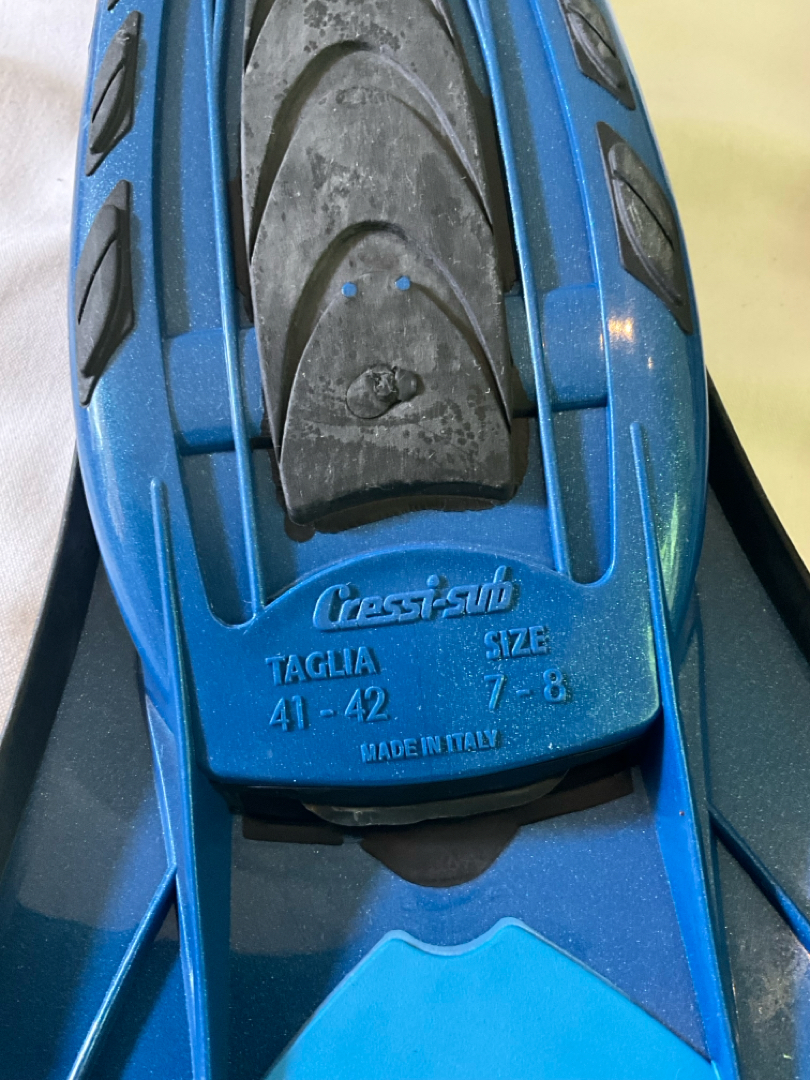 Cressi-sub
TAGLIA SIZE
41 - 42 7 - 8
MADE IN ITALY